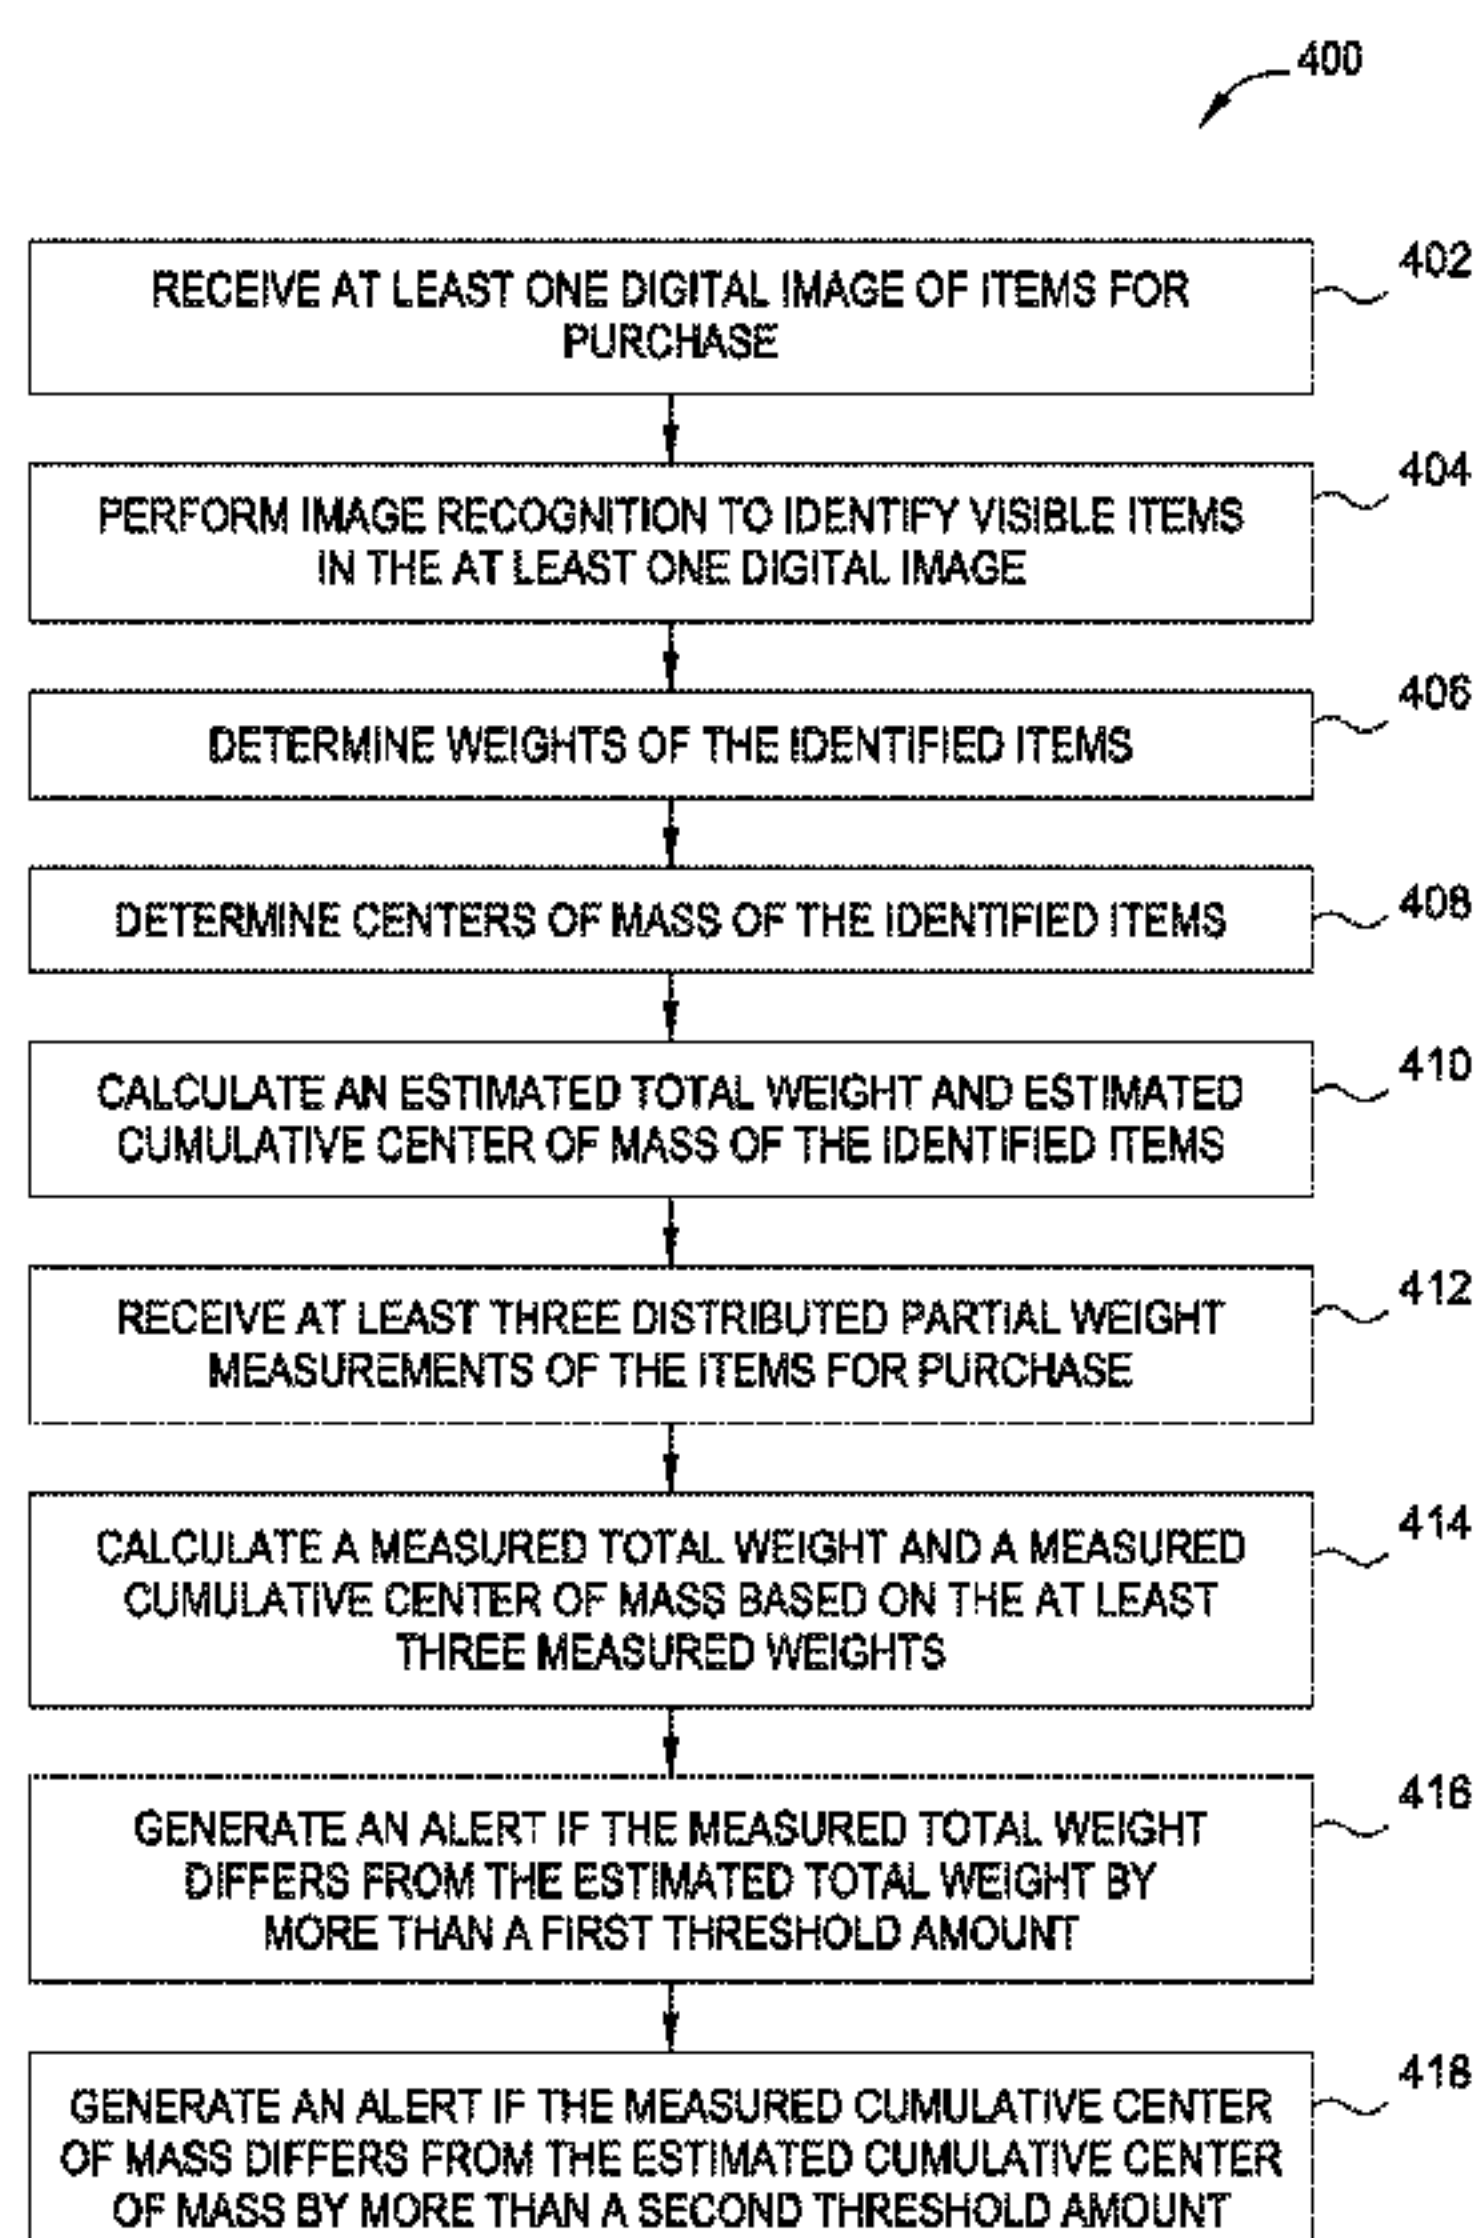 400
RECEIVE AT LEAST ONE DIGITAL IMAGE OF ITEMS FOR
PURCHASE
402
PERFORM IMAGE RECOGNITION TO IDENTIFY VISIBLE ITEMS
IN THE AT LEAST ONE DIGITAL IMAGE
404
DETERMINE WEIGHTS OF THE IDENTIFIED ITEMS
406
DETERMINE CENTERS OF MASS OF THE IDENTIFIED ITEMS
408
CALCULATE AN ESTIMATED TOTAL WEIGHT AND ESTIMATED
CUMULATIVE CENTER OF MASS OF THE IDENTIFIED ITEMS
410
RECEIVE AT LEAST THREE DISTRIBUTED PARTIAL WEIGHT
MEASUREMENTS OF THE ITEMS FOR PURCHASE
412
CALCULATE A MEASURED TOTAL WEIGHT AND A MEASURED
CUMULATIVE CENTER OF MASS BASED ON THE AT LEAST
THREE MEASURED WEIGHTS
414
GENERATE AN ALERT IF THE MEASURED TOTAL WEIGHT
DIFFERS FROM THE ESTIMATED TOTAL WEIGHT BY
MORE THAN A FIRST THRESHOLD AMOUNT
416
GENERATE AN ALERT IF THE MEASURED CUMULATIVE CENTER
OF MASS DIFFERS FROM THE ESTIMATED CUMULATIVE CENTER
OF MASS BY MORE THAN A SECOND THRESHOLD AMOUNT
418